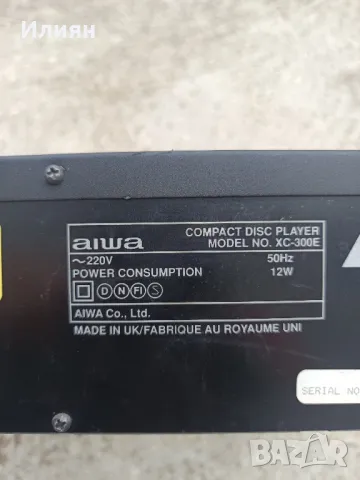 Илиян
aiwa
COMPACT DISC PLAYER
MODEL NO. XC-300E
~220V 50Hz
POWER CONSUMPTION 12W
D N FI S
AIWA Co., Ltd.
MADE IN UK/FABRIQUE AU ROYAUME UNI
SERIAL NO
BAZAR